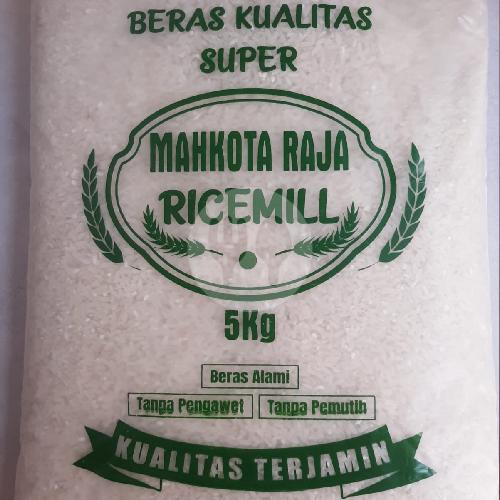 BERAS KUALITAS
SUPER
MAHKOTA RAJA
RICEMILL
5Kg
Beras Alami
Tanpa Pengawet Tanpa Pemutih
KUALITAS TERJAMIN